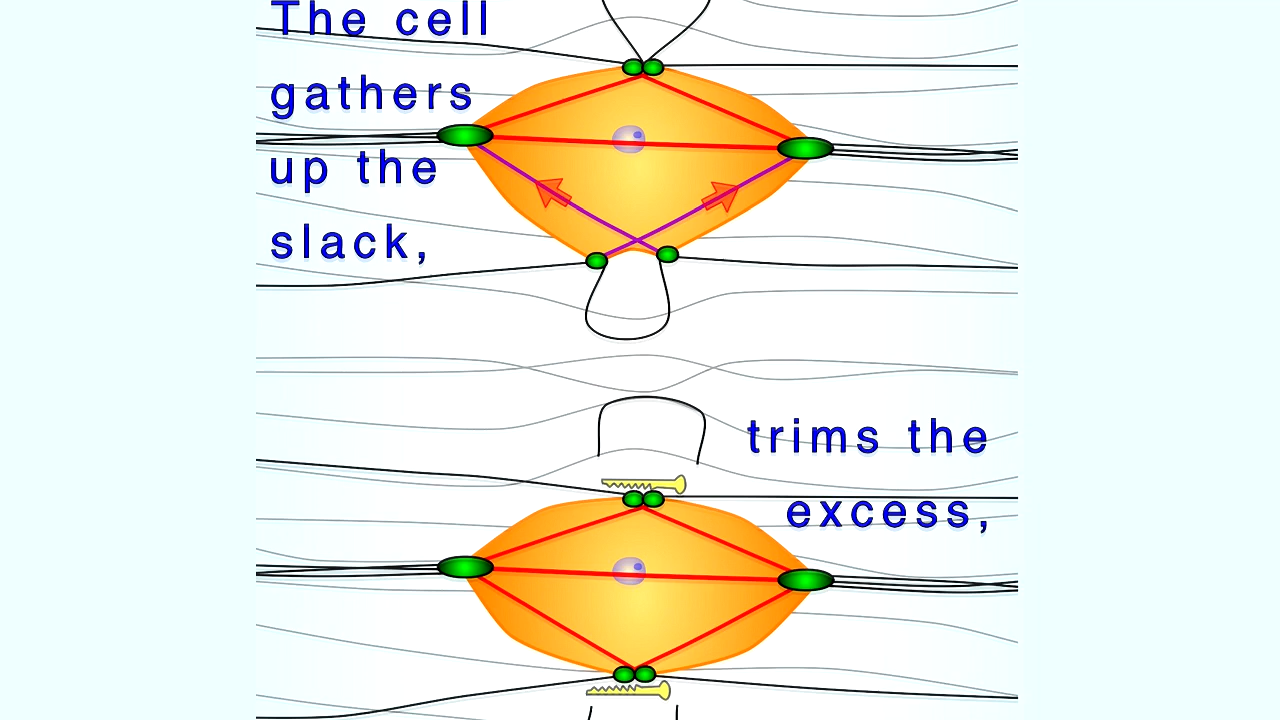 The cell
gathers
up the
slack,
trims the
excess,